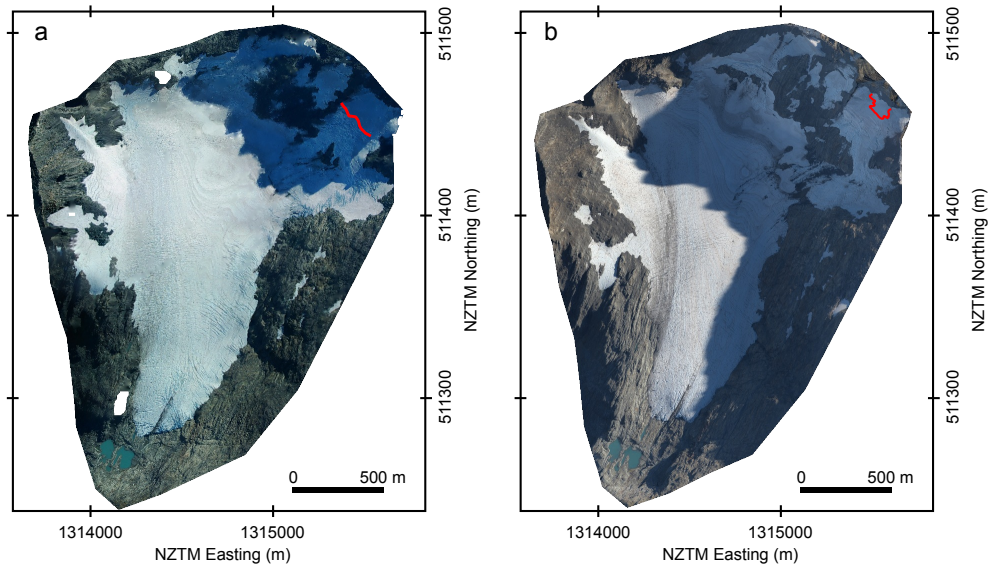 a
511500
511400
511300
NZTM Northing (m)
0 500 m
1314000
1315000
NZTM Easting (m)
b
511500
511400
511300
NZTM Northing (m)
0 500 m
1314000
1315000
NZTM Easting (m)